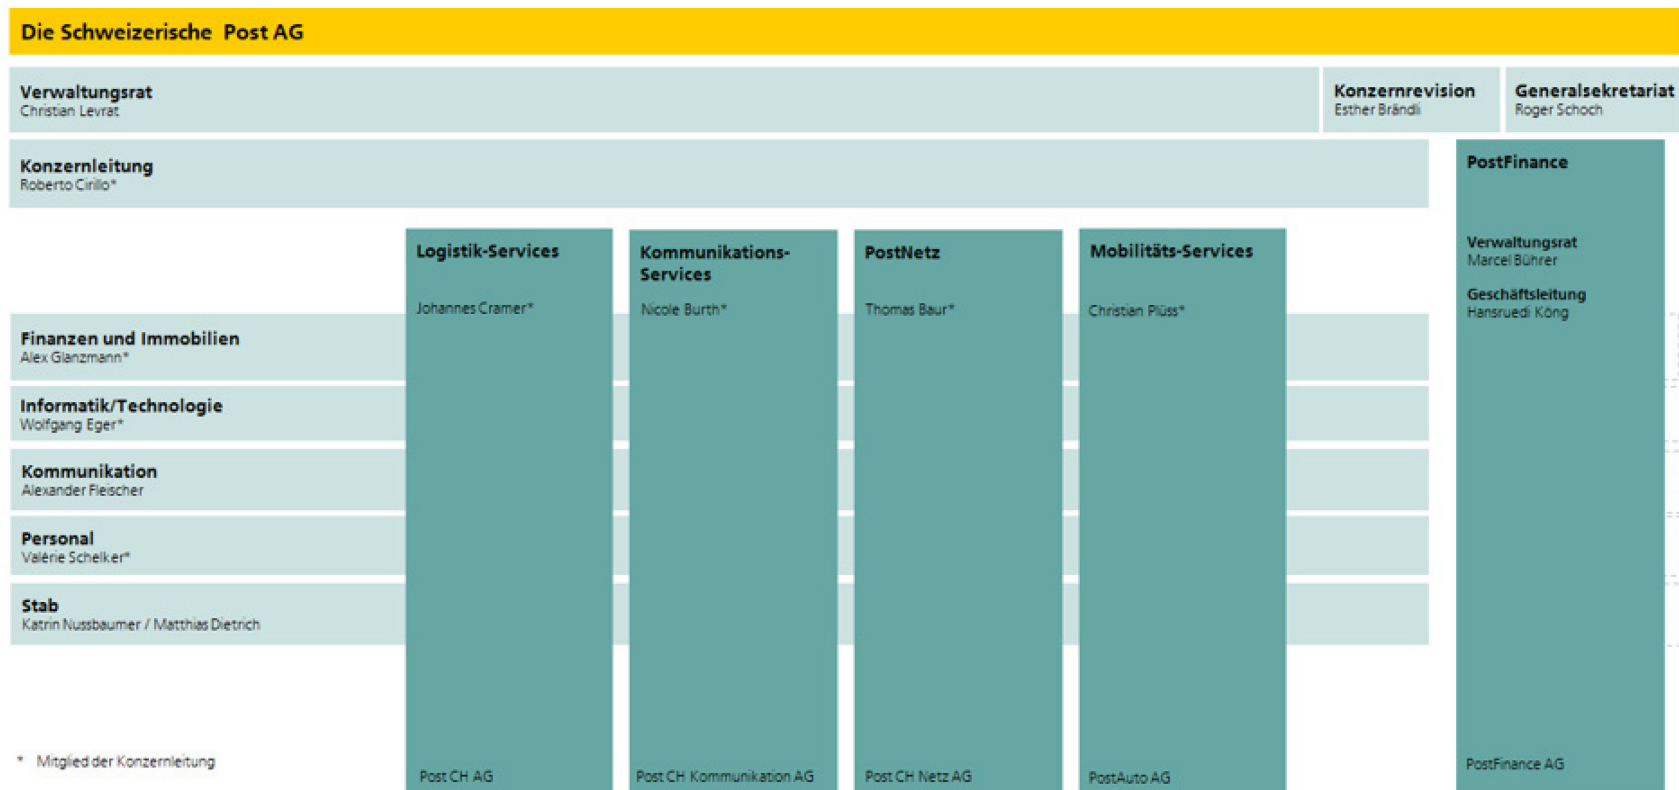 Die Schweizerische Post AG
Verwaltungsrat
Christian Levrat
Konzernrevision
Esther Brändli
Generalsekretariat
Roger Schoch
Konzernleitung
Roberto Cirillo*
PostFinance
Verwaltungsrat
Marcel Bührer
Geschäftsleitung
Hansruedi Köng
Logistik-Services
Johannes Cramer*
Kommunikations-
Services
Nicole Burth*
PostNetz
Thomas Baur*
Mobilitäts-Services
Christian Plüss*
Finanzen und Immobilien
Alex Glanzmann*
Informatik/Technologie
Wolfgang Eger*
Kommunikation
Alexander Fleischer
Personal
Valérie Schelker*
Stab
Katrin Nussbaumer / Matthias Dietrich
* Mitglied der Konzernleitung
Post CH AG
Post CH Kommunikation AG
Post CH Netz AG
PostAuto AG
PostFinance AG